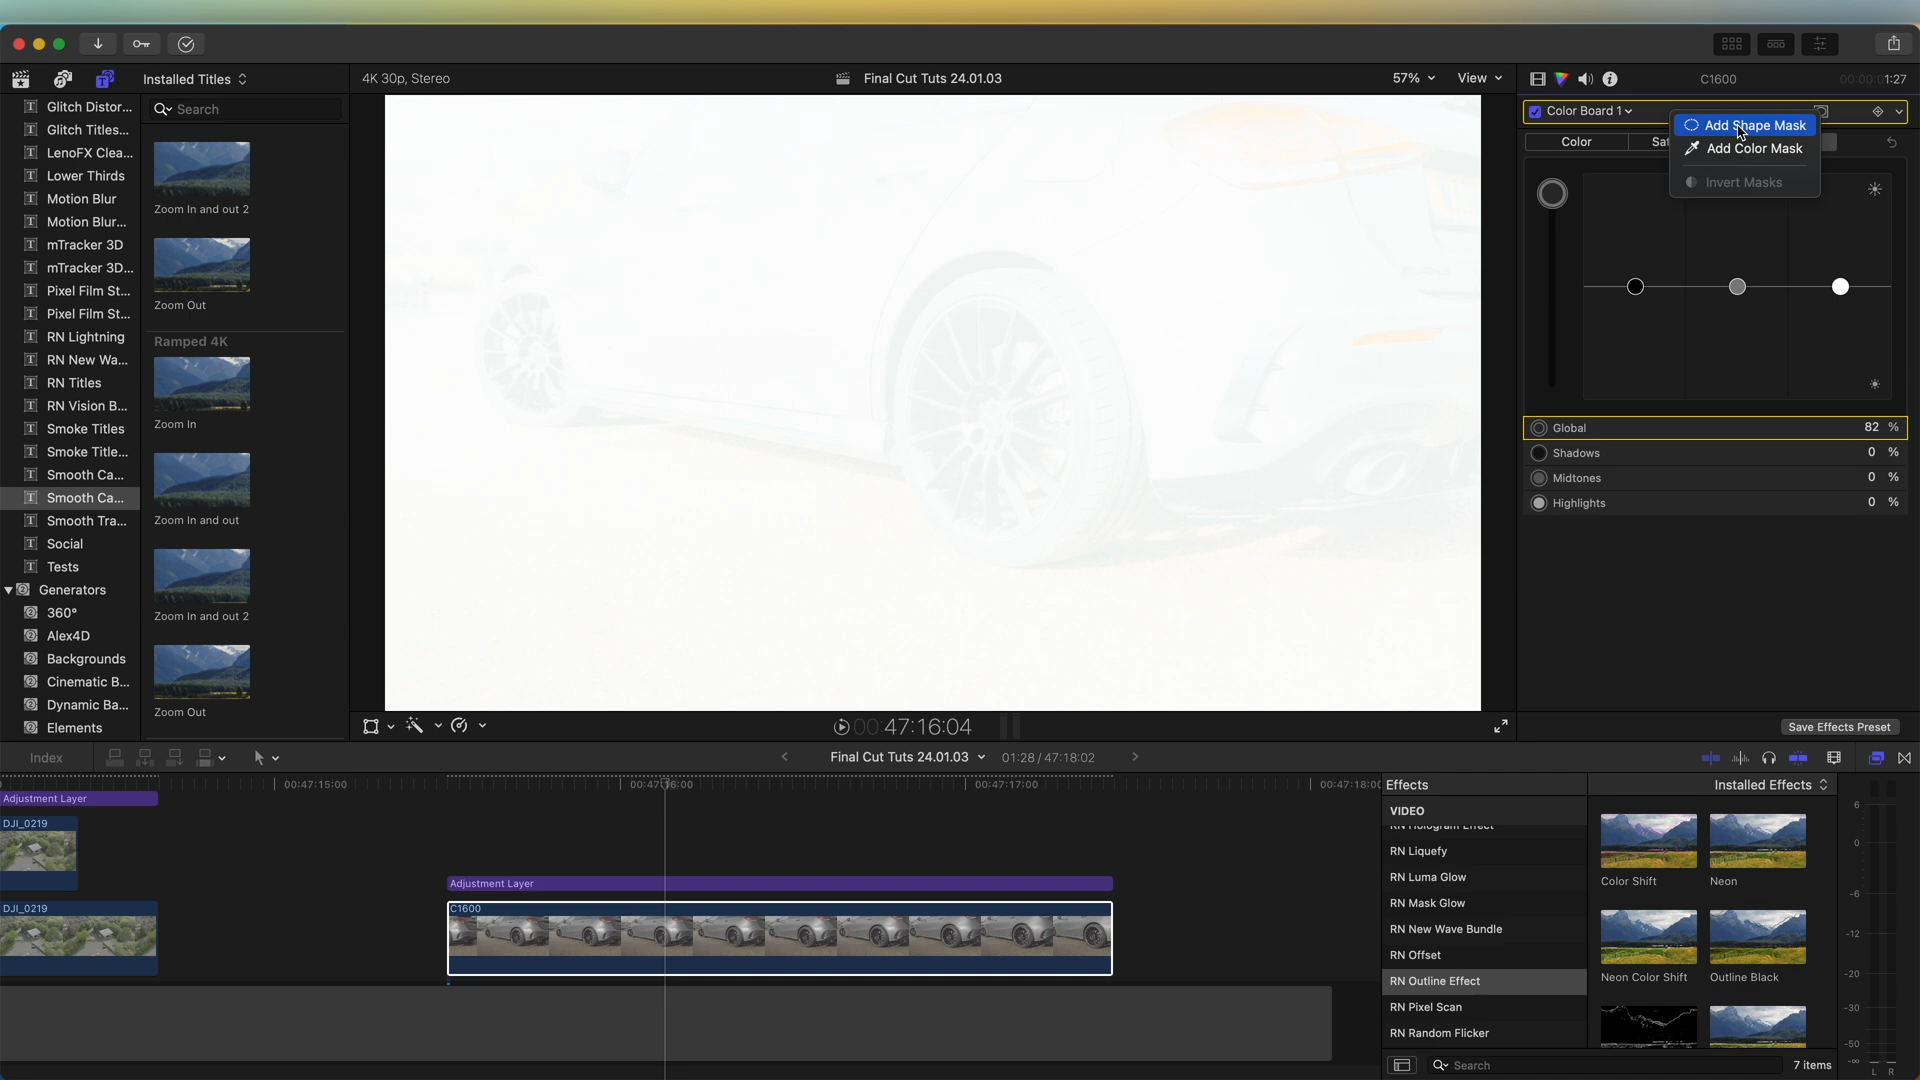 Installed Titles
4K 30p, Stereo
Final Cut Tuts 24.01.03
57%
View
C1600
00:00:01:27
Glitch Distor...
Glitch Titles...
LenoFX Clea...
Lower Thirds
Motion Blur
Motion Blur...
mTracker 3D
mTracker 3D...
Pixel Film St...
Pixel Film St...
RN Lightning
RN New Wa...
RN Titles
RN Vision B...
Smoke Titles
Smoke Title...
Smooth Ca...
Smooth Ca...
Smooth Tra...
Social
Tests
Generators
360°
Alex4D
Backgrounds
Cinematic B...
Dynamic Ba...
Elements
Search
Zoom In and out 2
Zoom Out
Ramped 4K
Zoom In
Zoom In and out
Zoom In and out 2
Zoom Out
Color Board 1
Add Shape Mask
Add Color Mask
Invert Masks
Color
Sat
Global 82 %
Shadows 0 %
Midtones 0 %
Highlights 0 %
00:47:16:04
Save Effects Preset
Index
Final Cut Tuts 24.01.03
01:28 / 47:18:02
00:47:15:00
00:47:16:00
00:47:17:00
00:47:18:00
Adjustment Layer
DJI_0219
DJI_0219
Adjustment Layer
C1600
Effects
Installed Effects
VIDEO
RN Hologram Effect
RN Liquefy
RN Luma Glow
RN Mask Glow
RN New Wave Bundle
RN Offset
RN Outline Effect
RN Pixel Scan
RN Random Flicker
Color Shift
Neon
Neon Color Shift
Outline Black
Search
7 items
6
0
-6
-12
-20
-30
-50
-∞
L R